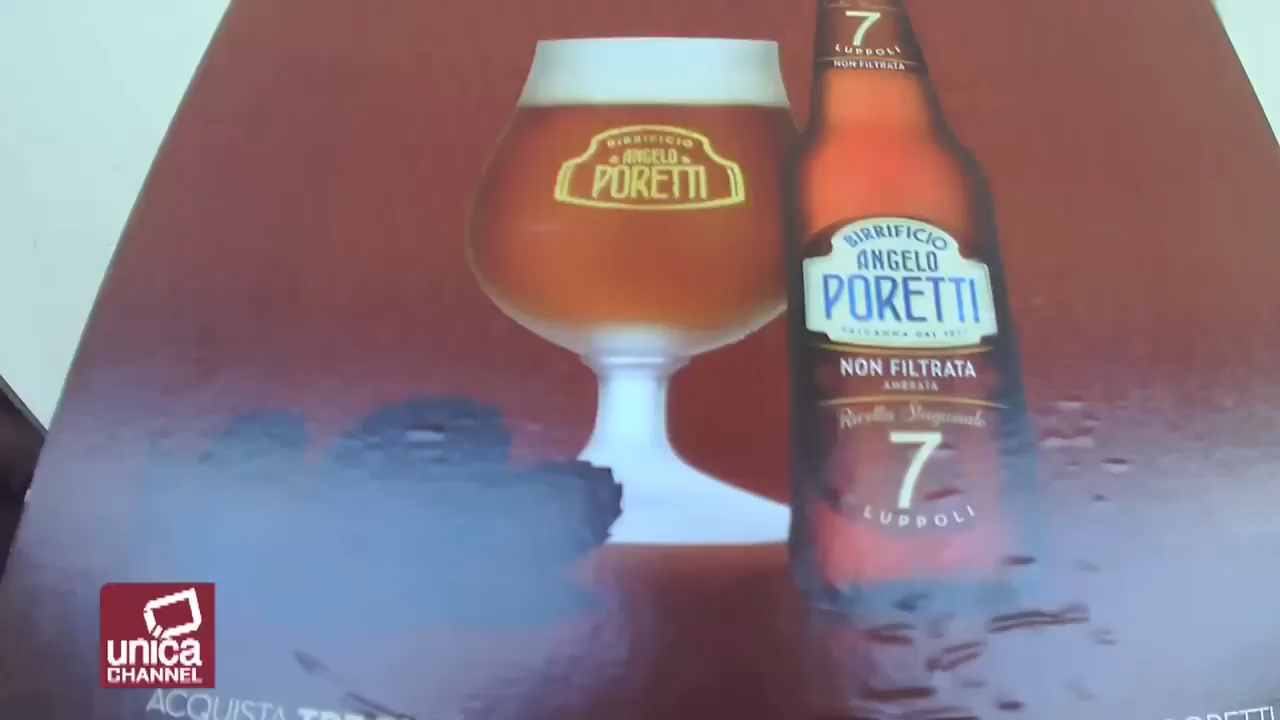 7
LUPPOLI
NON FILTRATA
BIRRIFICIO
ANGELO
PORETTI
BIRRIFICIO
ANGELO
PORETTI
NON FILTRATA
AMBRATA
Ricetta Stagionale
7
LUPPOLI
unica
CHANNEL
ACQUISTA
PORETTI